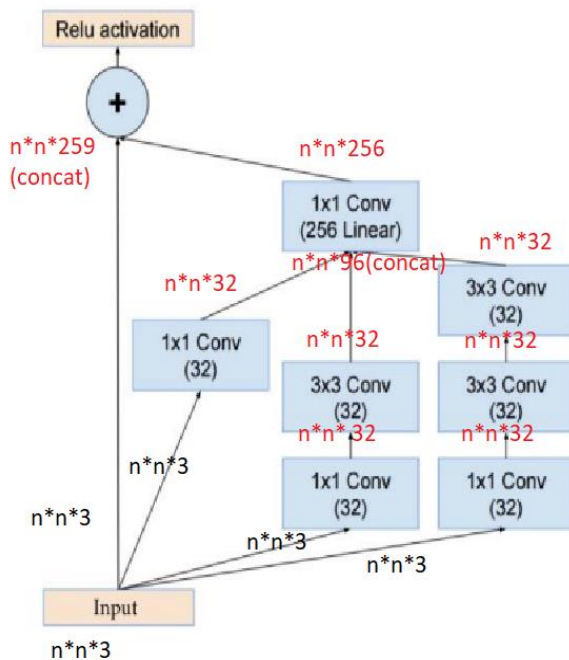 Relu activation
+
n*n*259
(concat)
n*n*256
1x1 Conv
(256 Linear)
n*n*32
n*n*96(concat)
n*n*32
3x3 Conv
(32)
1x1 Conv
(32)
n*n*32
n*n*32
3x3 Conv
(32)
3x3 Conv
(32)
n*n*32
n*n*32
n*n*3
1x1 Conv
(32)
1x1 Conv
(32)
n*n*3
n*n*3
n*n*3
Input
n*n*3